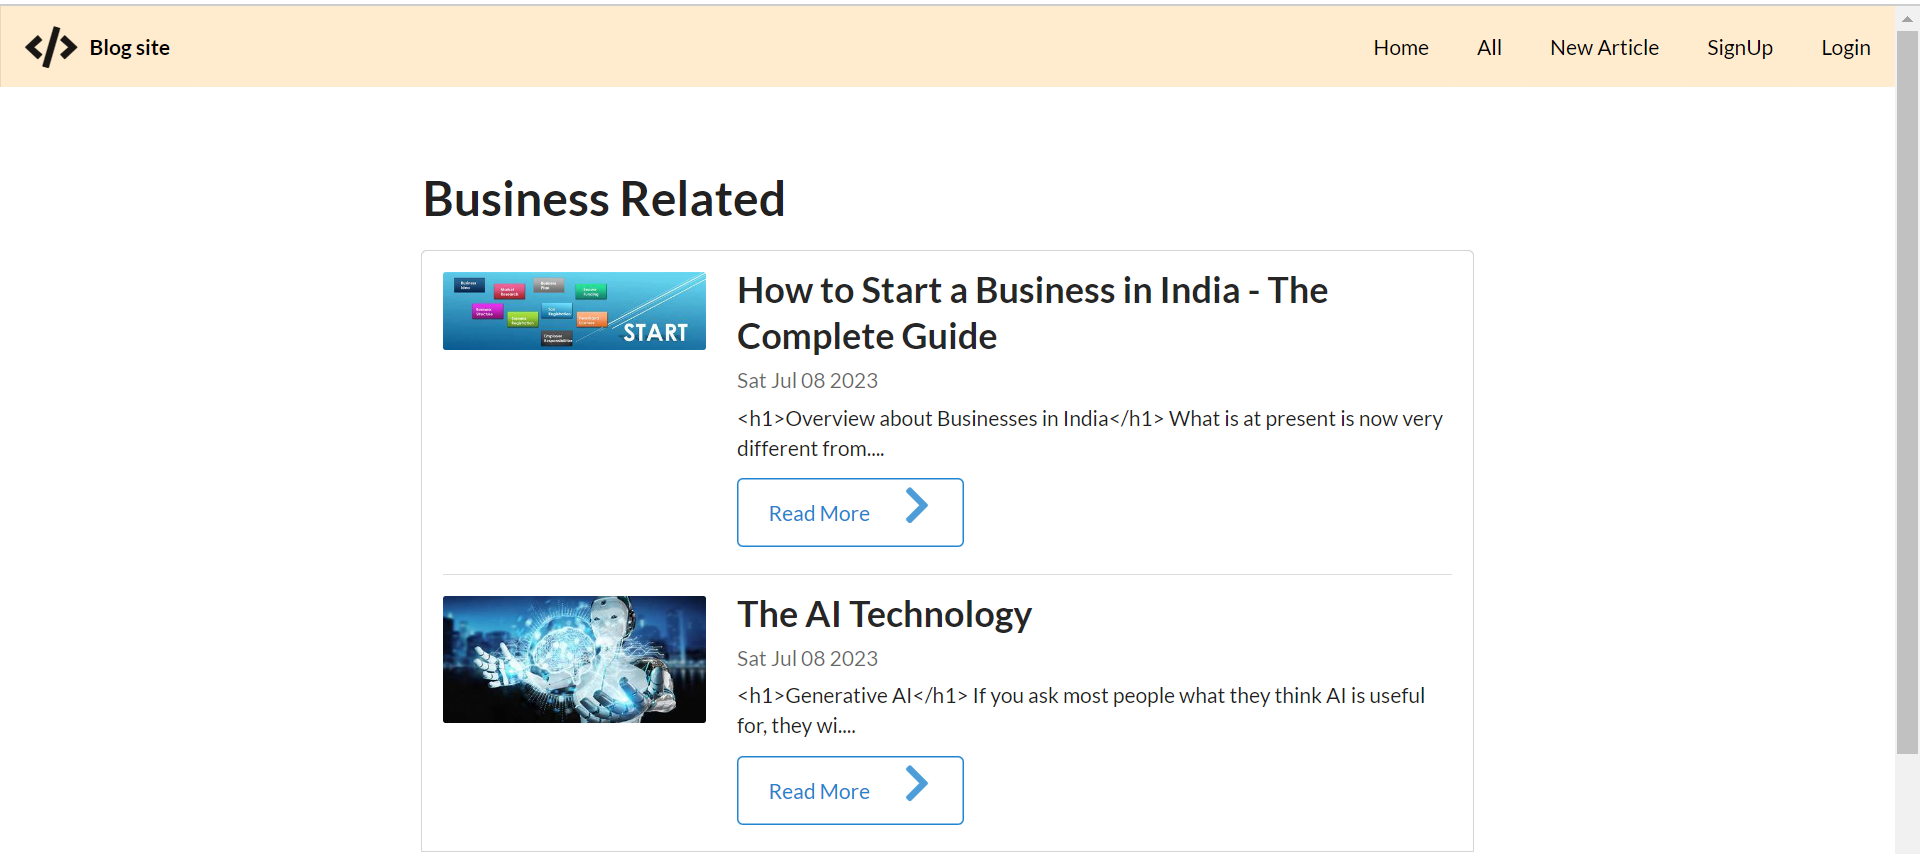 Blog site
Home All New Article SignUp Login
Business Related
START
How to Start a Business in India - The
Complete Guide
Sat Jul 08 2023
<h1>Overview about Businesses in India</h1> What is at present is now very
different from....
Read More
The AI Technology
Sat Jul 08 2023
<h1>Generative AI</h1> If you ask most people what they think AI is useful
for, they wi....
Read More